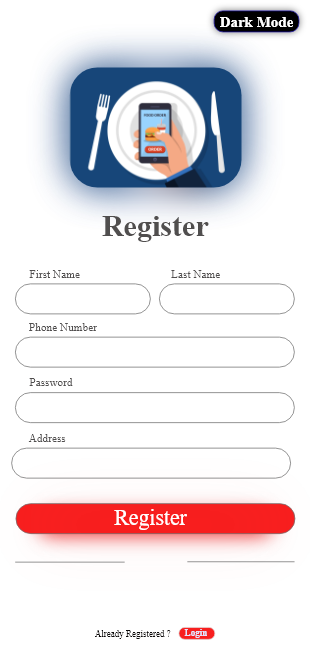 Dark Mode
FOOD ORDER
ORDER
Register
First Name Last Name
Phone Number
Password
Address
Register
Already Registered ? Login